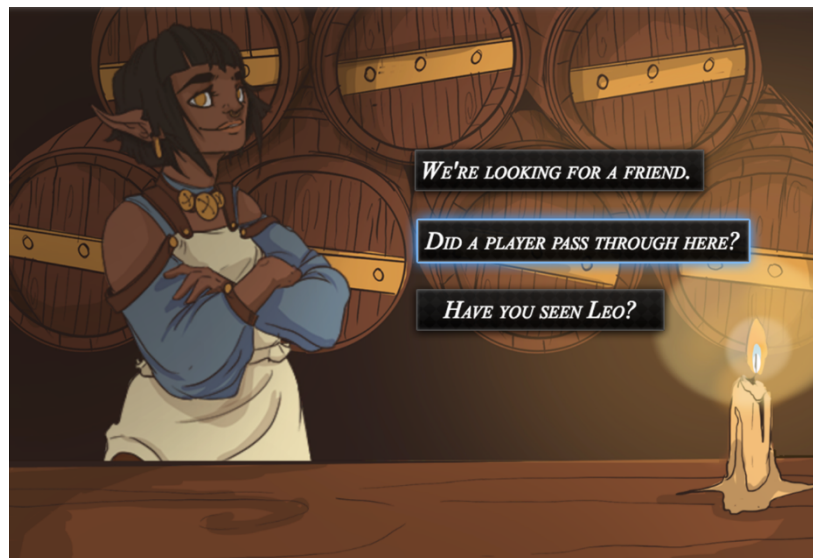 We're looking for a friend.
Did a player pass through here?
Have you seen Leo?